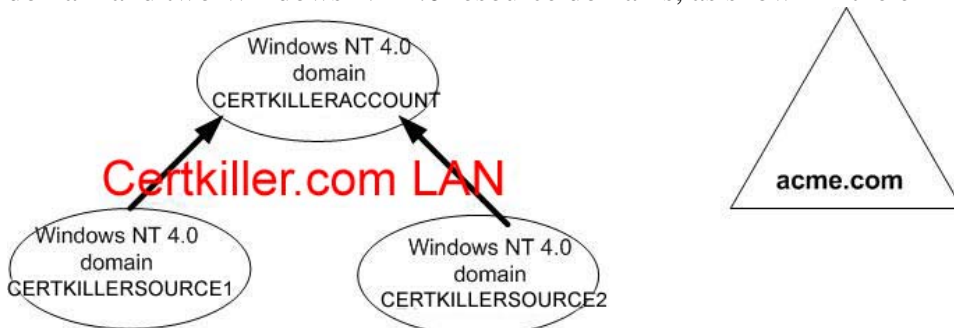 Windows NT 4.0
domain
CERTKILLERACCOUNT
acme.com
Certkiller.com LAN
Windows NT 4.0
domain
CERTKILLERSOURCE1
Windows NT 4.0
domain
CERTKILLERSOURCE2